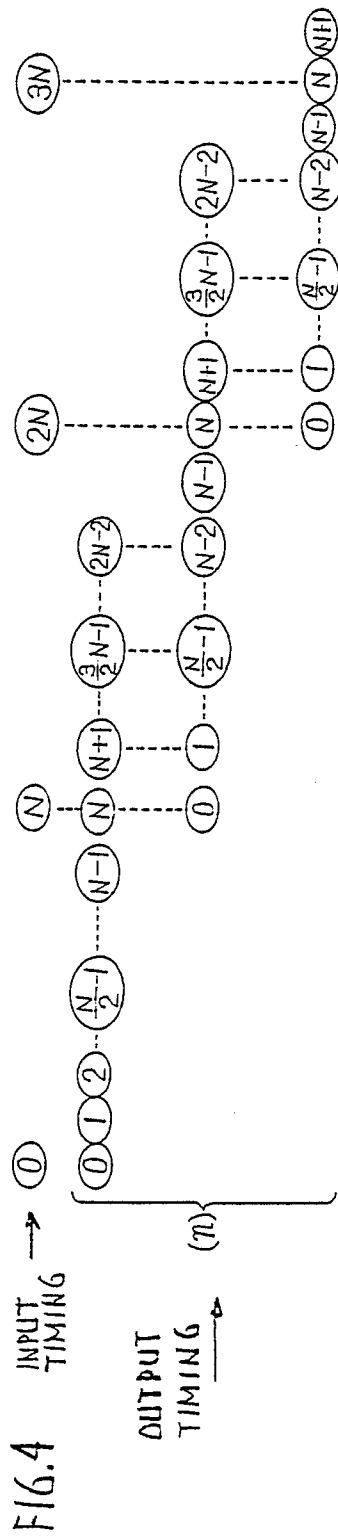 FIG.4
INPUT TIMING → 0 N 2N 3N
OUTPUT TIMING →
(n)
0 1 2 N/2-1 N-1 N N+1 3/2N-1 2N-2
0 1 N/2-1 N-2 N-1 N N+1 3/2N-1 2N-2
0 1 N/2-1 N-2 N-1 N N+1